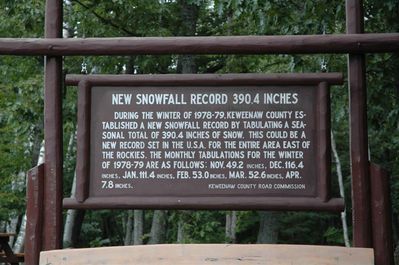 NEW SNOWFALL RECORD 390.4 INCHES
DURING THE WINTER OF 1978-79, KEWEENAW COUNTY ES-
TABLISHED A NEW SNOWFALL RECORD BY TABULATING A SEA-
SONAL TOTAL OF 390.4 INCHES OF SNOW. THIS COULD BE A
NEW RECORD SET IN THE U.S.A. FOR THE ENTIRE AREA EAST OF
THE ROCKIES. THE MONTHLY TABULATIONS FOR THE WINTER
OF 1978-79 ARE AS FOLLOWS: NOV. 49.2 INCHES, DEC. 116.4
INCHES, JAN. 111.4 INCHES, FEB. 53.0 INCHES, MAR. 52.6 INCHES, APR.
7.8 INCHES. KEWEENAW COUNTY ROAD COMMISSION